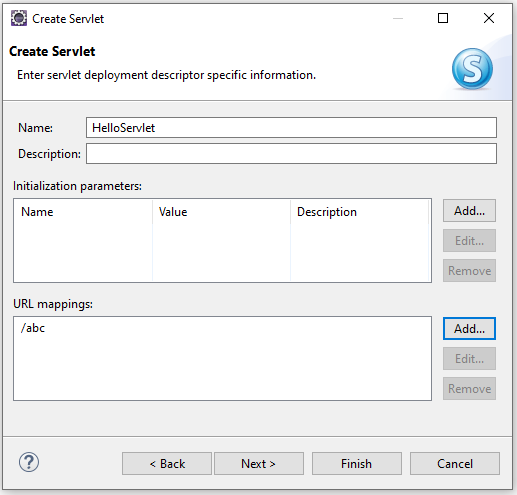 Create Servlet
Create Servlet
Enter servlet deployment descriptor specific information.
S
Name: HelloServlet
Description:
Initialization parameters:
Name Value Description
Add...
Edit...
Remove
URL mappings:
/abc
Add...
Edit...
Remove
? < Back Next > Finish Cancel